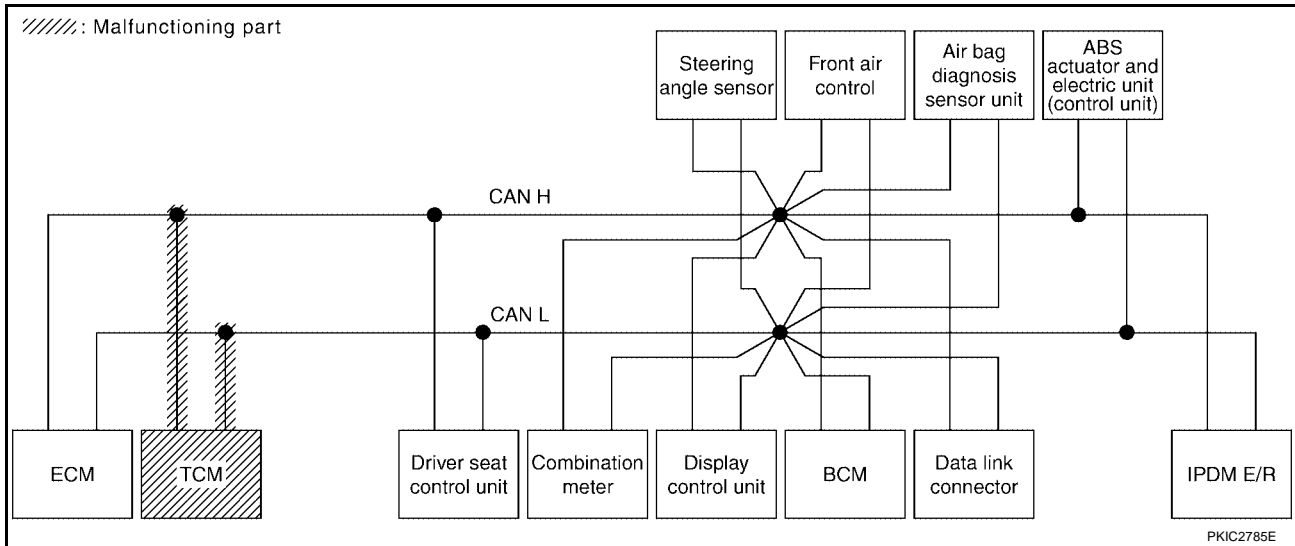 : Malfunctioning part
Steering
angle sensor
Front air
control
Air bag
diagnosis
sensor unit
ABS
actuator and
electric unit
(control unit)
CAN H
CAN L
ECM
TCM
Driver seat
control unit
Combination
meter
Display
control unit
BCM
Data link
connector
IPDM E/R
PKIC2785E